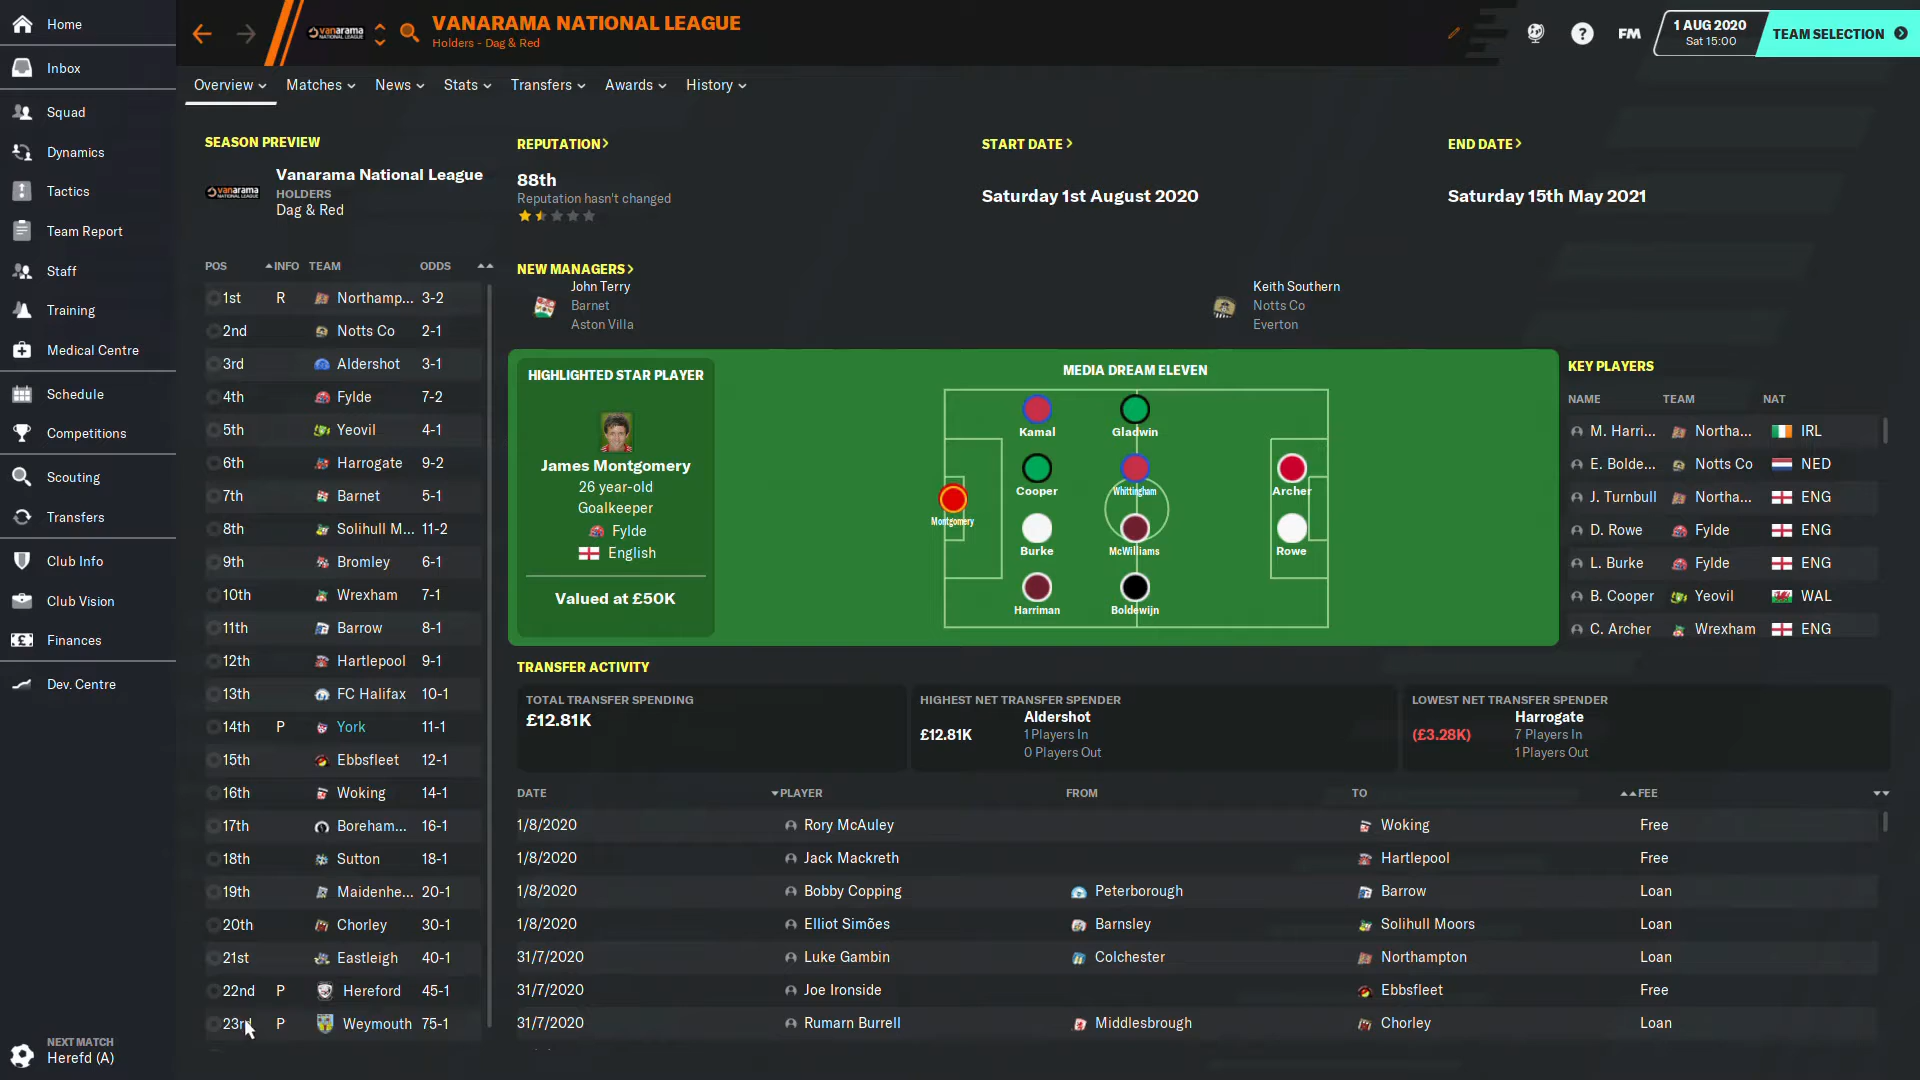 Home
Inbox
Squad
Dynamics
Tactics
Team Report
Staff
Training
Medical Centre
Schedule
Competitions
Scouting
Transfers
Club Info
Club Vision
Finances
Dev. Centre
NEXT MATCH
Herefd (A)
vanarama
NATIONAL LEAGUE
VANARAMA NATIONAL LEAGUE
Holders - Dag & Red
?
FM
1 AUG 2020
Sat 15:00
TEAM SELECTION
Overview Matches News Stats Transfers Awards History
SEASON PREVIEW
vanarama
Vanarama National League
HOLDERS
Dag & Red
REPUTATION>
88th
Reputation hasn't changed
START DATE>
Saturday 1st August 2020
END DATE>
Saturday 15th May 2021
POS INFO TEAM ODDS
1st R Northamp... 3-2
2nd Notts Co 2-1
3rd Aldershot 3-1
4th Fylde 7-2
5th Yeovil 4-1
6th Harrogate 9-2
7th Barnet 5-1
8th Solihull M... 11-2
9th Bromley 6-1
10th Wrexham 7-1
11th Barrow 8-1
12th Hartlepool 9-1
13th FC Halifax 10-1
14th P York 11-1
15th Ebbsfleet 12-1
16th Woking 14-1
17th Boreham... 16-1
18th Sutton 18-1
19th Maidenhe... 20-1
20th Chorley 30-1
21st Eastleigh 40-1
22nd P Hereford 45-1
23rd P Weymouth 75-1
NEW MANAGERS>
John Terry
Barnet
Aston Villa
Keith Southern
Notts Co
Everton
HIGHLIGHTED STAR PLAYER
James Montgomery
26 year-old
Goalkeeper
Fylde
English
Valued at £50K
MEDIA DREAM ELEVEN
Kamal
Gladwin
Cooper
Whittingham
Archer
Montgomery
Burke
McWilliams
Rowe
Harriman
Boldewijn
KEY PLAYERS
NAME TEAM NAT
M. Harri... Northa... IRL
E. Bolde... Notts Co NED
J. Turnbull Northa... ENG
D. Rowe Fylde ENG
L. Burke Fylde ENG
B. Cooper Yeovil WAL
C. Archer Wrexham ENG
TRANSFER ACTIVITY
TOTAL TRANSFER SPENDING
£12.81K
HIGHEST NET TRANSFER SPENDER
£12.81K
Aldershot
1 Players In
0 Players Out
LOWEST NET TRANSFER SPENDER
(£3.28K)
Harrogate
7 Players In
1 Players Out
DATE PLAYER FROM TO FEE
1/8/2020 Rory McAuley Woking Free
1/8/2020 Jack Mackreth Hartlepool Free
1/8/2020 Bobby Copping Peterborough Barrow Loan
1/8/2020 Elliot Simões Barnsley Solihull Moors Loan
31/7/2020 Luke Gambin Colchester Northampton Loan
31/7/2020 Joe Ironside Ebbsfleet Free
31/7/2020 Rumarn Burrell Middlesbrough Chorley Loan